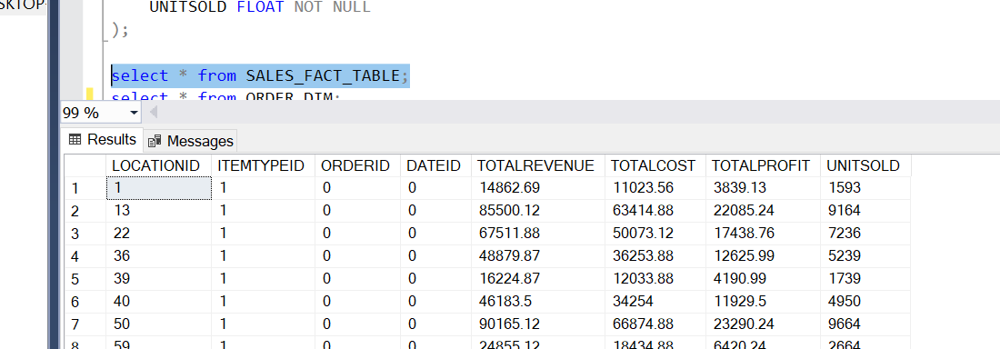 SKTOP-
UNITSOLD FLOAT NOT NULL
);
select * from SALES_FACT_TABLE;
select * from ORDER_DIM;
99 %
Results Messages
LOCATIONID ITEMTYPEID ORDERID DATEID TOTALREVENUE TOTALCOST TOTALPROFIT UNITSOLD
1 1 1 0 0 14862.69 11023.56 3839.13 1593
2 13 1 0 0 85500.12 63414.88 22085.24 9164
3 22 1 0 0 67511.88 50073.12 17438.76 7236
4 36 1 0 0 48879.87 36253.88 12625.99 5239
5 39 1 0 0 16224.87 12033.88 4190.99 1739
6 40 1 0 0 46183.5 34254 11929.5 4950
7 50 1 0 0 90165.12 66874.88 23290.24 9664
8 59 1 0 0 24855.12 18434.88 6420.24 2664